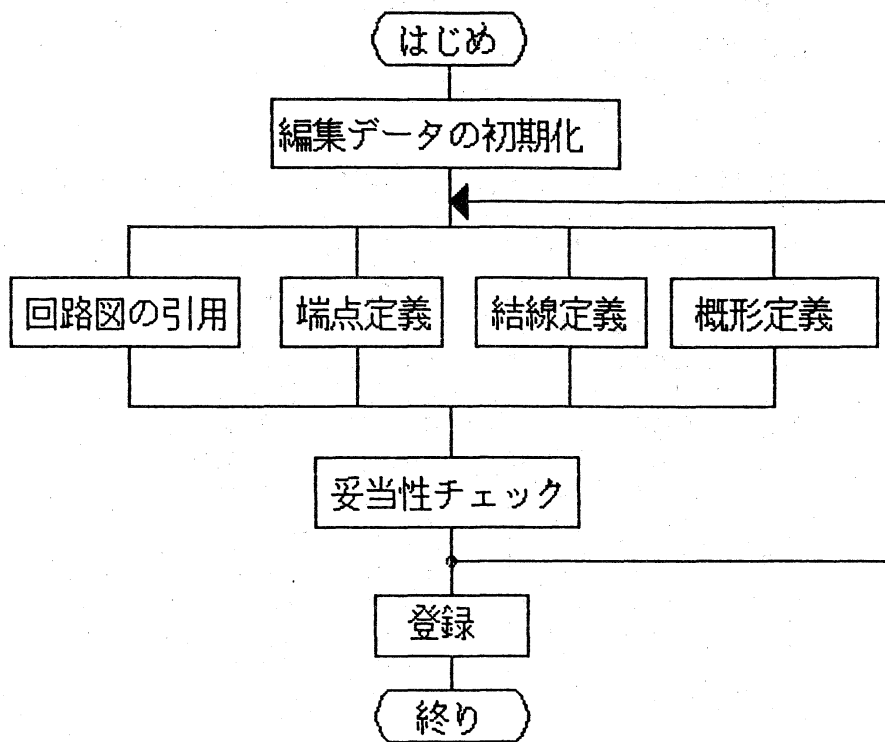 はじめ
編集データの初期化
回路図の引用
端点定義
結線定義
概形定義
妥当性チェック
登録
終り